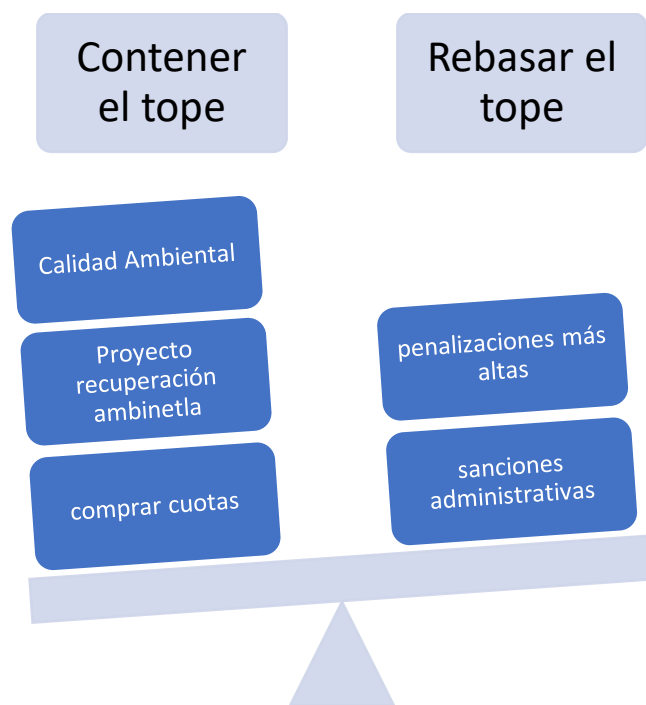 Contener
el tope
Rebasar el
tope
Calidad Ambiental
Proyecto
recuperación
ambinetla
comprar cuotas
penalizaciones más
altas
sanciones
administrativas